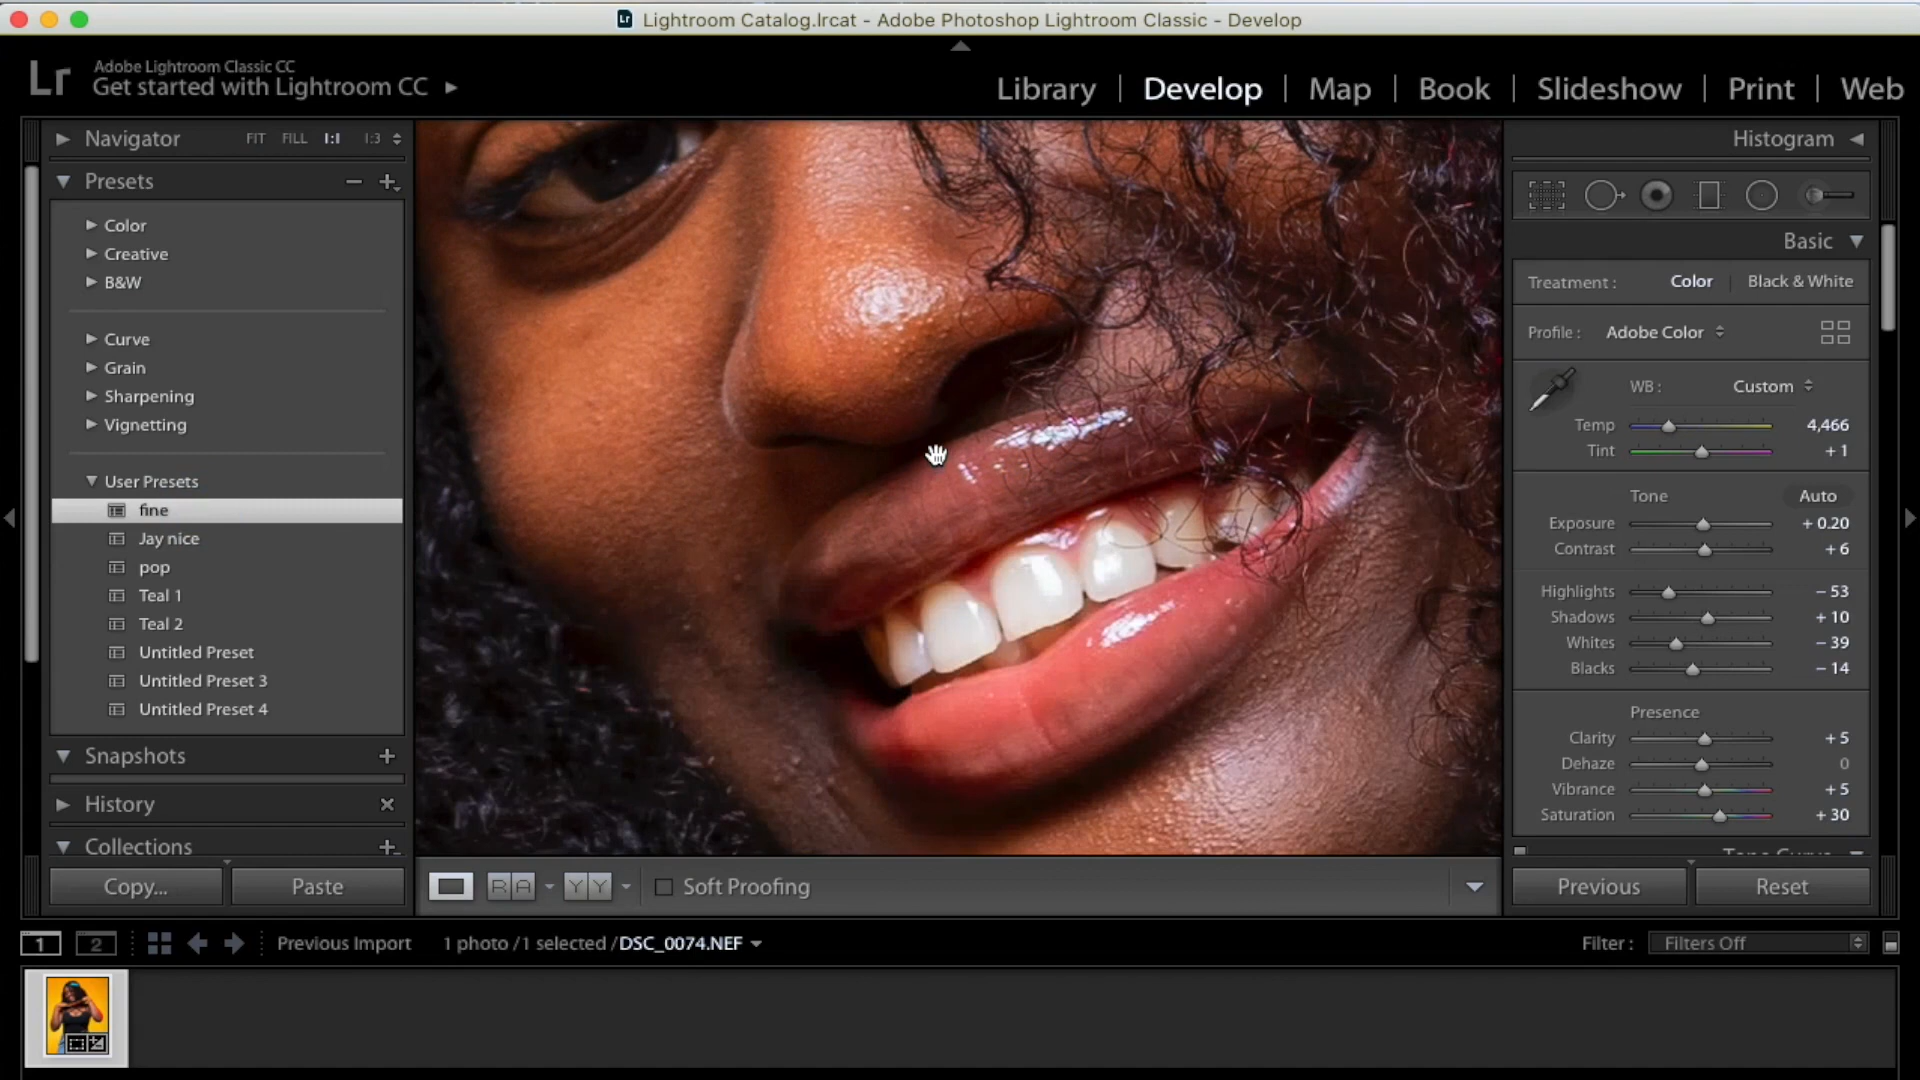 Lightroom Catalog.lrcat - Adobe Photoshop Lightroom Classic - Develop
Lr
Adobe Lightroom Classic CC
Get started with Lightroom CC
Library | Develop | Map | Book | Slideshow | Print | Web
Navigator FIT FILL 1:1 1:3
Presets
Color
Creative
B&W
Curve
Grain
Sharpening
Vignetting
User Presets
fine
Jay nice
pop
Teal 1
Teal 2
Untitled Preset
Untitled Preset 3
Untitled Preset 4
Snapshots
History
Collections
Copy... Paste
R A Y Y Soft Proofing
Histogram
Basic
Treatment : Color | Black & White
Profile : Adobe Color
WB : Custom
Temp 4,466
Tint + 1
Tone Auto
Exposure + 0.20
Contrast + 6
Highlights − 53
Shadows + 10
Whites − 39
Blacks − 14
Presence
Clarity + 5
Dehaze 0
Vibrance + 5
Saturation + 30
Tone Curve
Previous Reset
1 2 Previous Import 1 photo / 1 selected / DSC_0074.NEF Filter : Filters Off